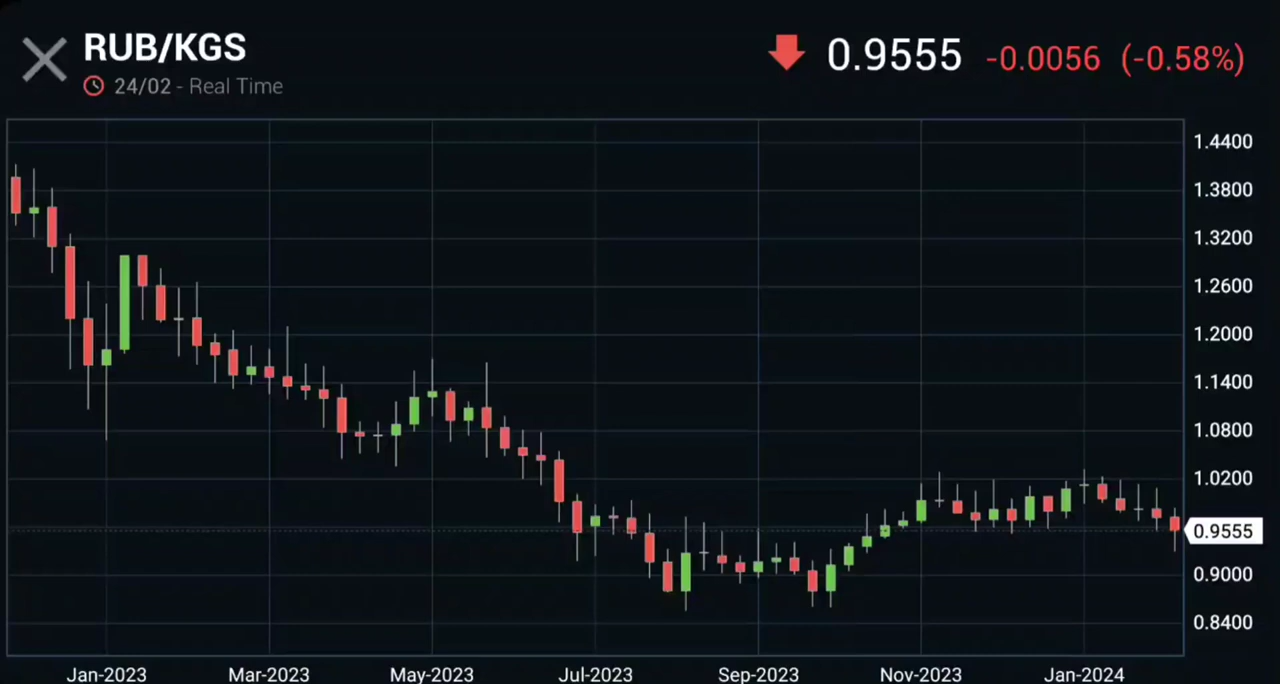 RUB/KGS
0.9555 -0.0056 (-0.58%)
24/02 - Real Time
1.4400
1.3800
1.3200
1.2600
1.2000
1.1400
1.0800
1.0200
0.9555
0.9000
0.8400
Jan-2023 Mar-2023 May-2023 Jul-2023 Sep-2023 Nov-2023 Jan-2024